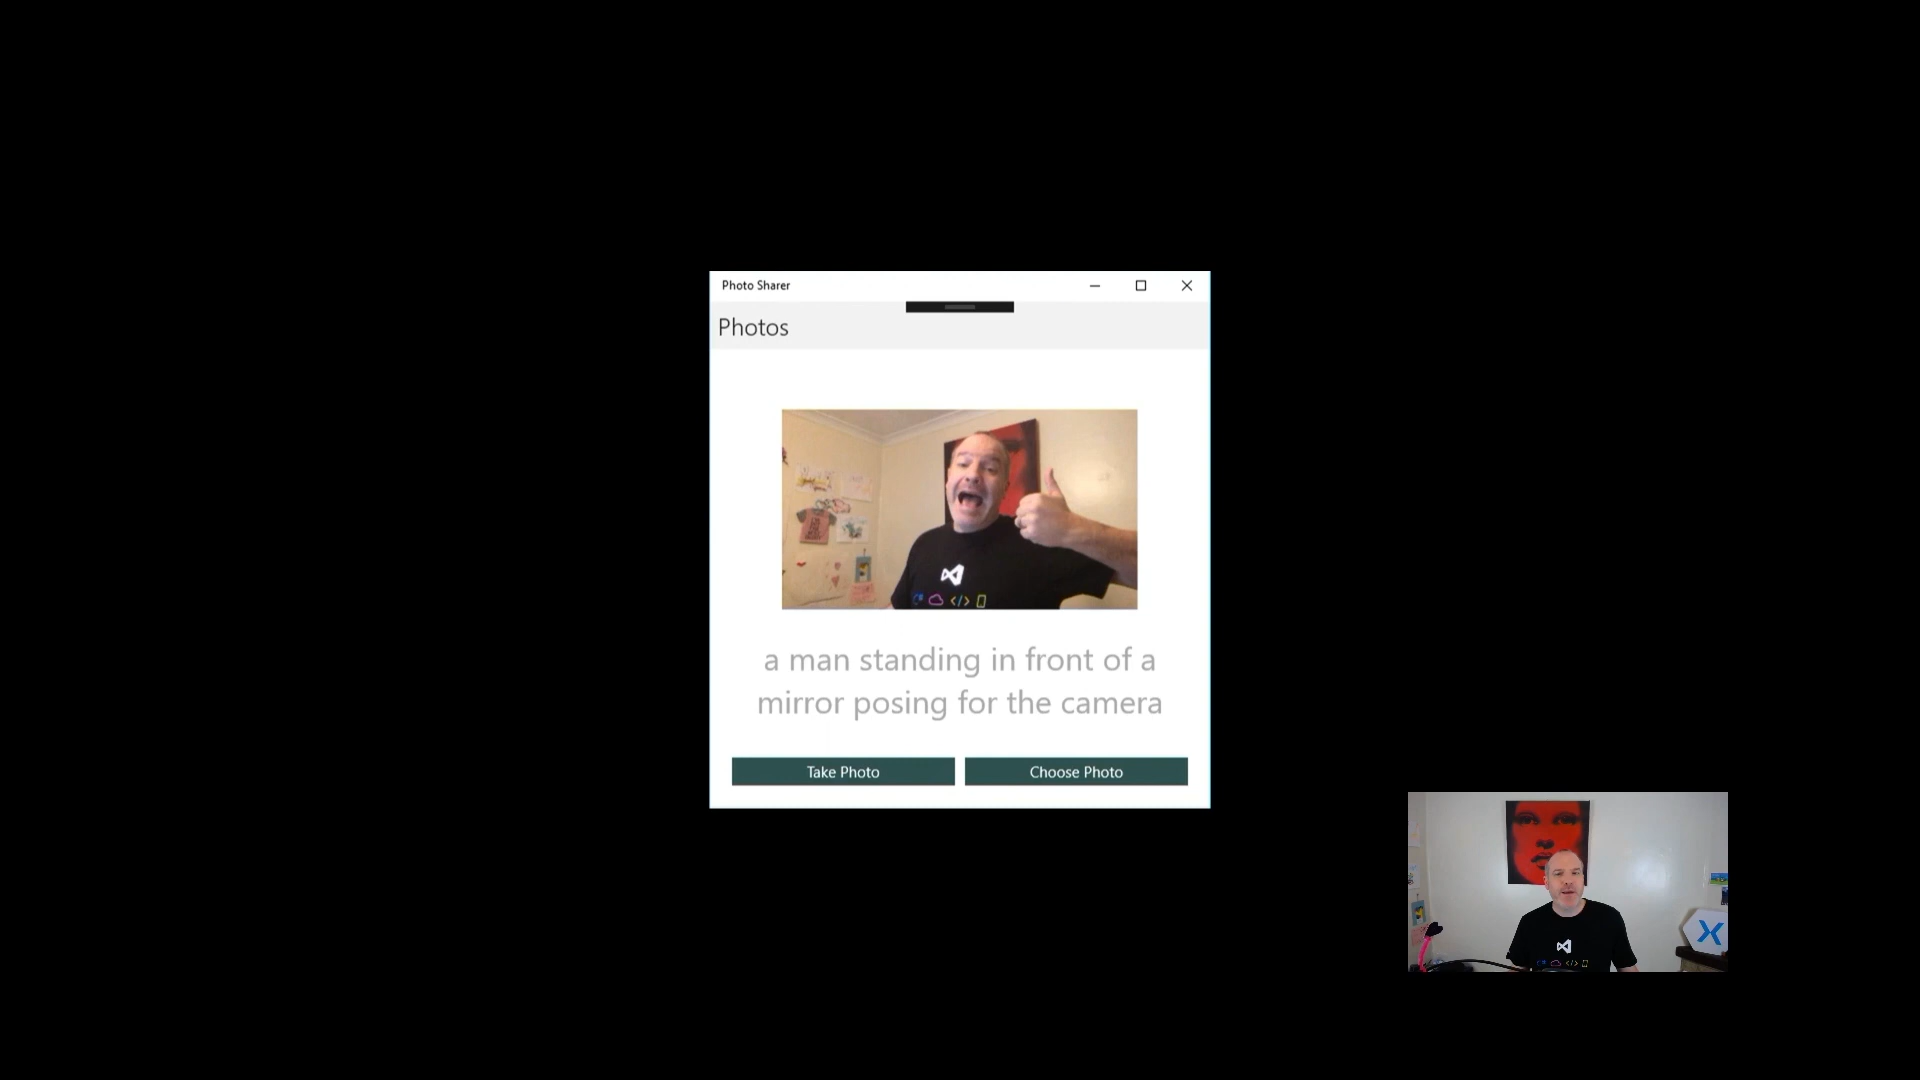 Photo Sharer
Photos
a man standing in front of a
mirror posing for the camera
Take Photo
Choose Photo